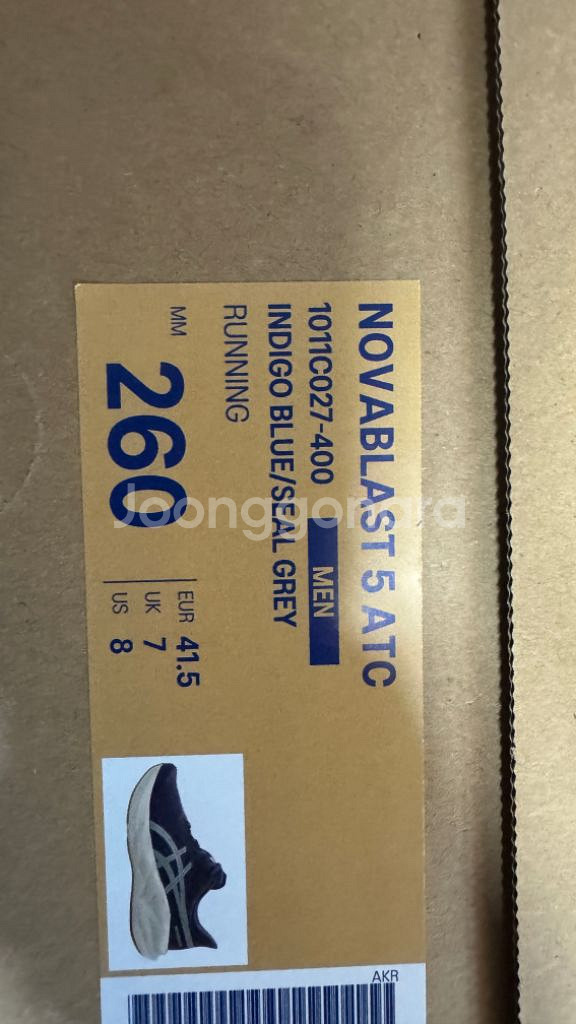 NOVABLAST 5 ATC
1011C027-400 MEN
INDIGO BLUE/SEAL GREY
RUNNING
MM 260
EUR 41.5
UK 7
US 8
AKR
Joonggonara